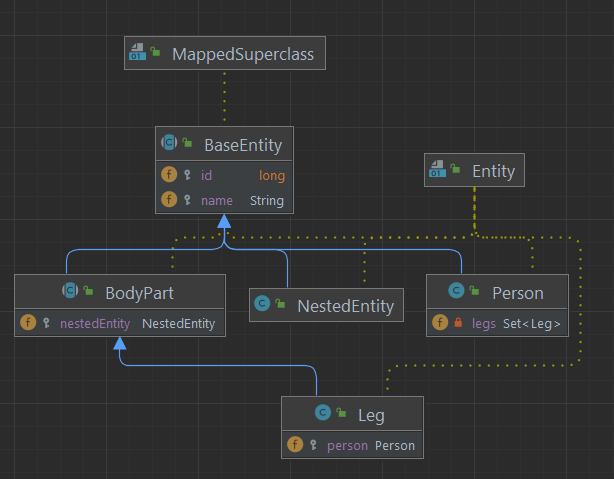 MappedSuperclass
BaseEntity
id long
name String
Entity
BodyPart
nestedEntity NestedEntity
NestedEntity
Person
legs Set<Leg>
Leg
person Person